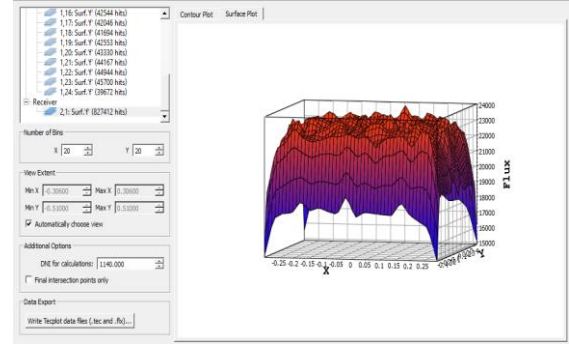 1,16: Surf.'f' (42544 hits)
1,17: Surf.'f' (42046 hits)
1,18: Surf.'f' (41694 hits)
1,19: Surf.'f' (42553 hits)
1,20: Surf.'f' (43330 hits)
1,21: Surf.'f' (44167 hits)
1,22: Surf.'f' (44944 hits)
1,23: Surf.'f' (45700 hits)
1,24: Surf.'f' (39672 hits)
Receiver
2,1: Surf.'f' (827412 hits)
Number of Bins
X 20 Y 20
View Extent
Min X -0.30600 Max X 0.30600
Min Y -0.51000 Max Y 0.51000
Automatically choose view
Additional Options
DNI for calculations: 1140.000
Final intersection points only
Data Export
Write Tecplot data files (.tec and .flx)...
Contour Plot Surface Plot
24000
23000
22000
21000
20000
19000
18000
17000
16000
15000
Flux
-0.25 -0.2 -0.15 -0.1 -0.05 0 0.05 0.1 0.15 0.2 0.25
X
Y